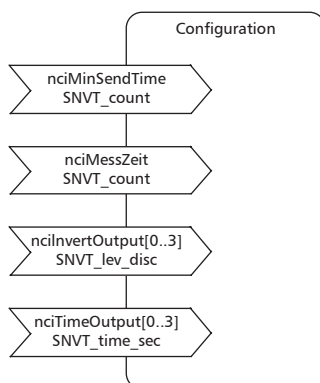 Configuration
nciMinSendTime
SNVT_count
nciMessZeit
SNVT_count
nciInvertOutput[0..3]
SNVT_lev_disc
nciTimeOutput[0..3]
SNVT_time_sec